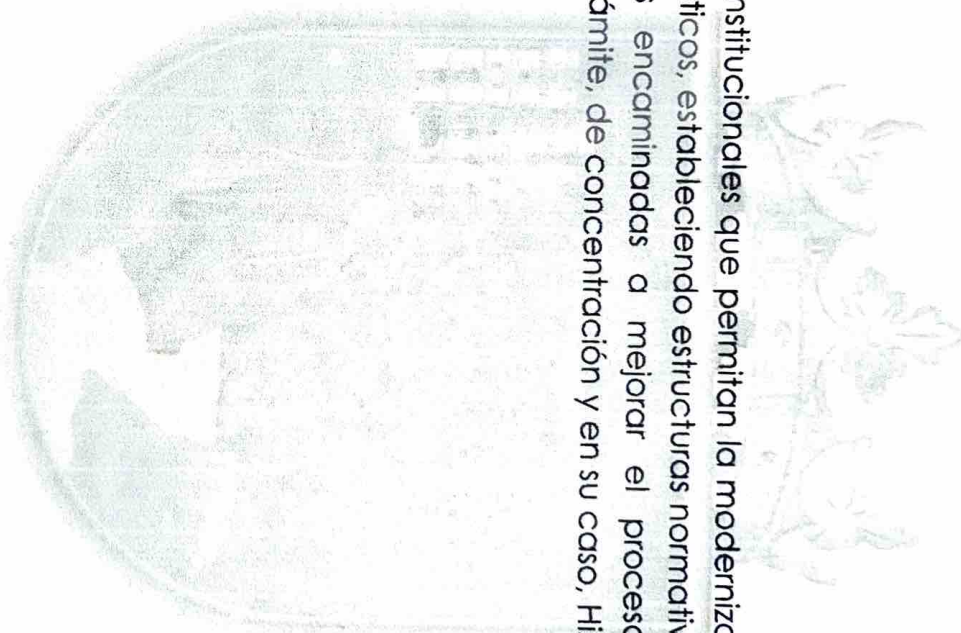 nstitucionales que permitan la moderniza
ticos, estableciendo estructuras normativ
s encaminadas a mejorar el proceso
ámite, de concentración y en su caso, Hi